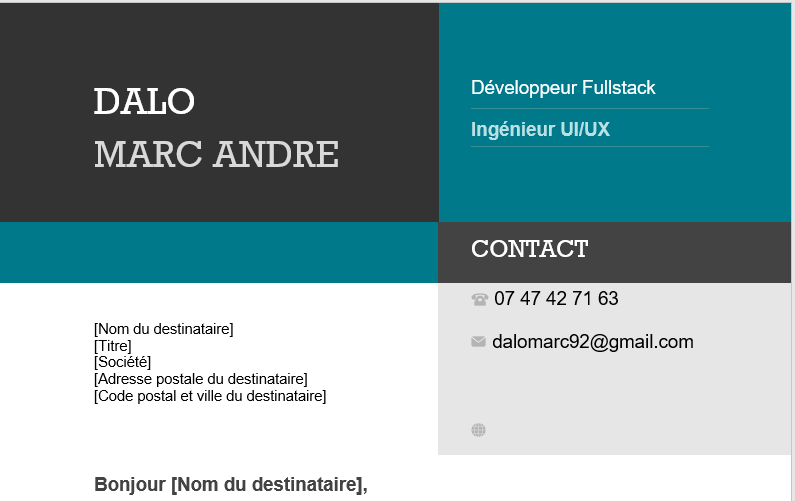 DALO
MARC ANDRE
Développeur Fullstack
Ingénieur UI/UX
CONTACT
07 47 42 71 63
dalomarc92@gmail.com
[Nom du destinataire]
[Titre]
[Société]
[Adresse postale du destinataire]
[Code postal et ville du destinataire]
Bonjour [Nom du destinataire],